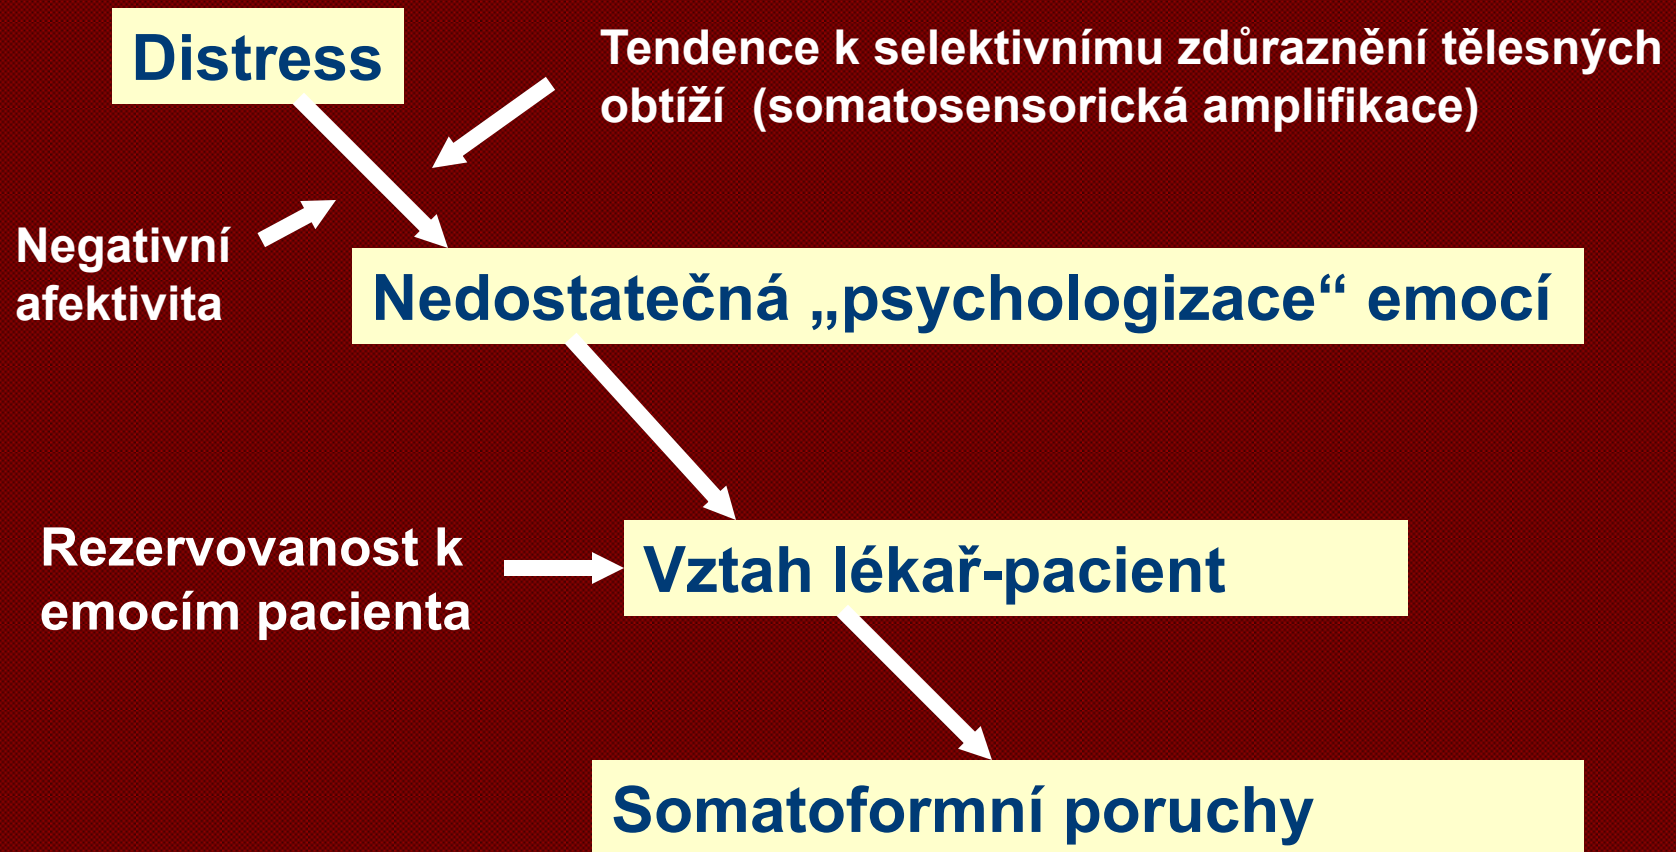 Distress
Tendence k selektivnímu zdůraznění tělesných
obtíží  (somatosensorická amplifikace)
Negativní
afektivita
Nedostatečná „psychologizace“ emocí
Rezervovanost k
emocím pacienta
Vztah lékař-pacient
Somatoformní poruchy